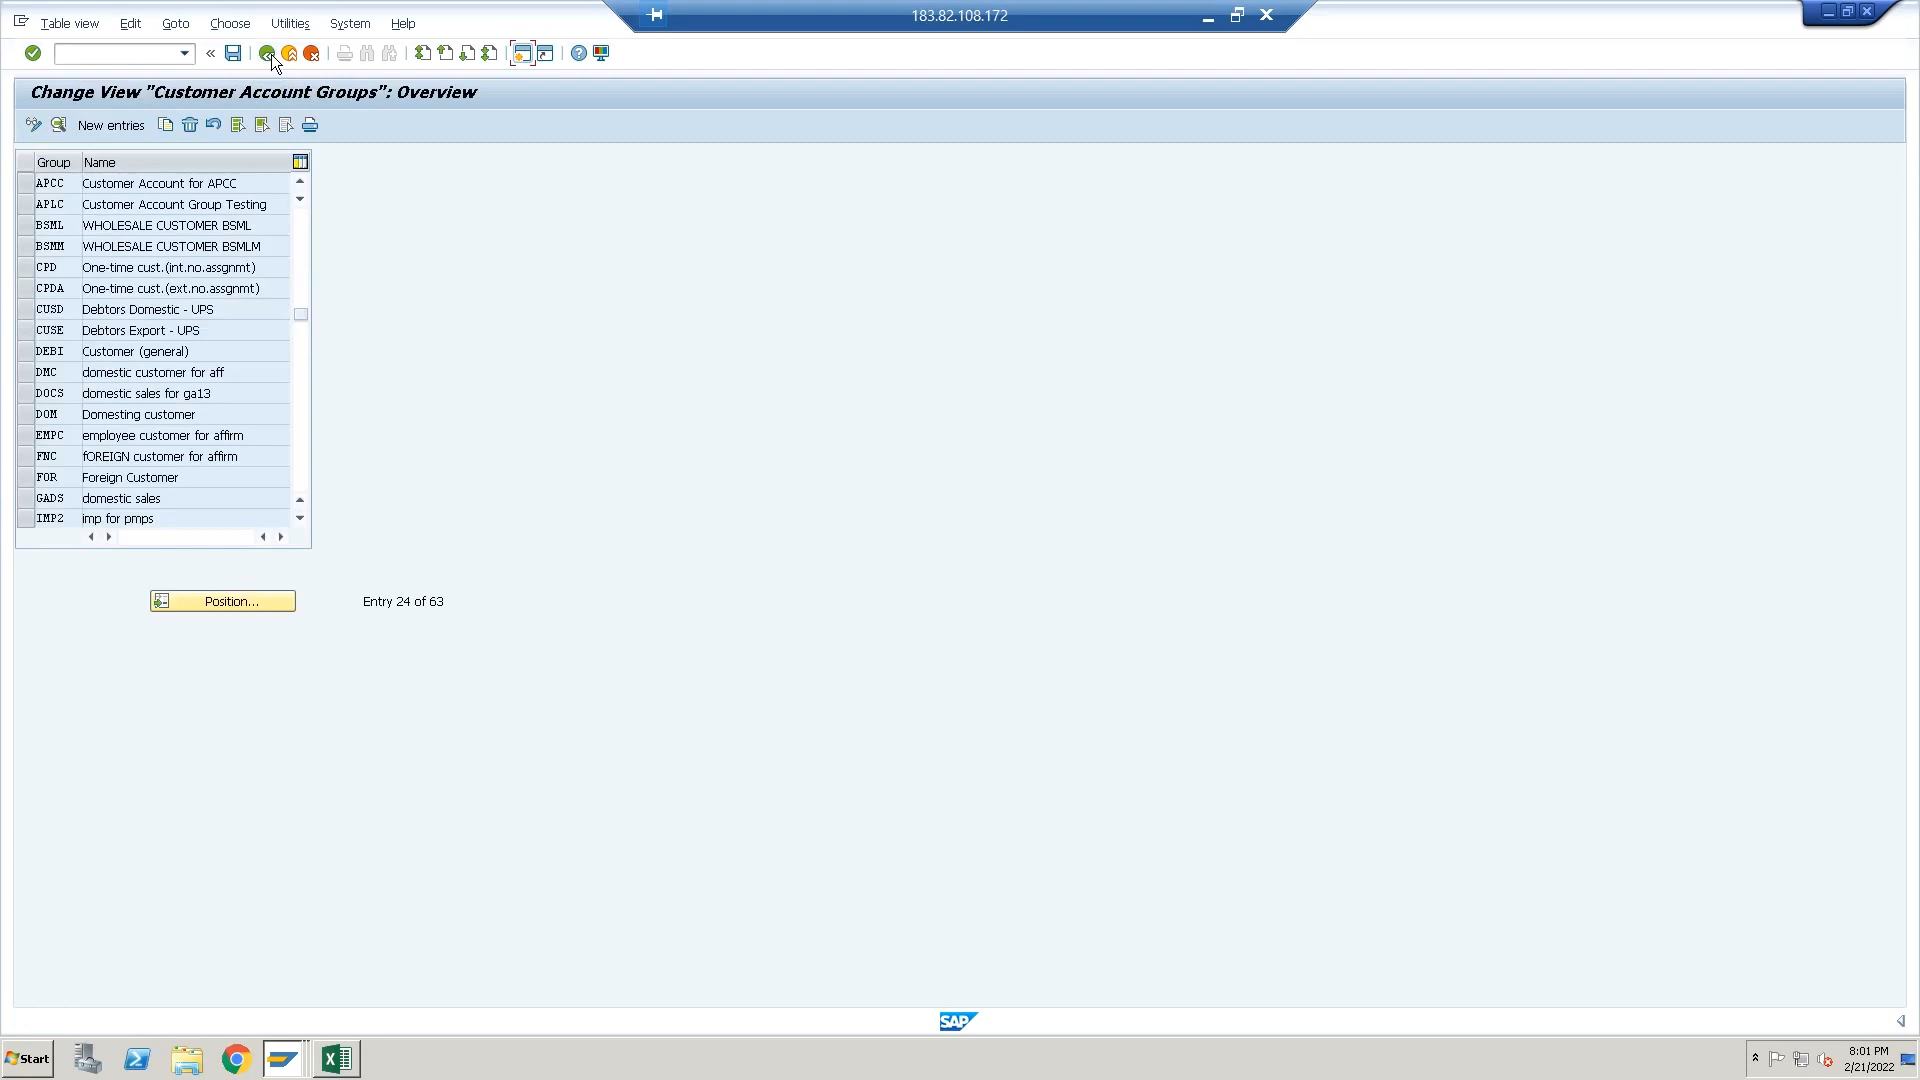 183.82.108.172
Table view Edit Goto Choose Utilities System Help
Change View "Customer Account Groups": Overview
New entries
Group Name
APCC Customer Account for APCC
APLC Customer Account Group Testing
BSML WHOLESALE CUSTOMER BSML
BSMM WHOLESALE CUSTOMER BSMLM
CPD One-time cust.(int.no.assgnmt)
CPDA One-time cust.(ext.no.assgnmt)
CUSD Debtors Domestic - UPS
CUSE Debtors Export - UPS
DEBI Customer (general)
DMC domestic customer for aff
DOCS domestic sales for ga13
DOM Domesting customer
EMPC employee customer for affirm
FNC fOREIGN customer for affirm
FOR Foreign Customer
GADS domestic sales
IMP2 imp for pmps
Position... Entry 24 of 63
SAP
Start
8:01 PM
2/21/2022